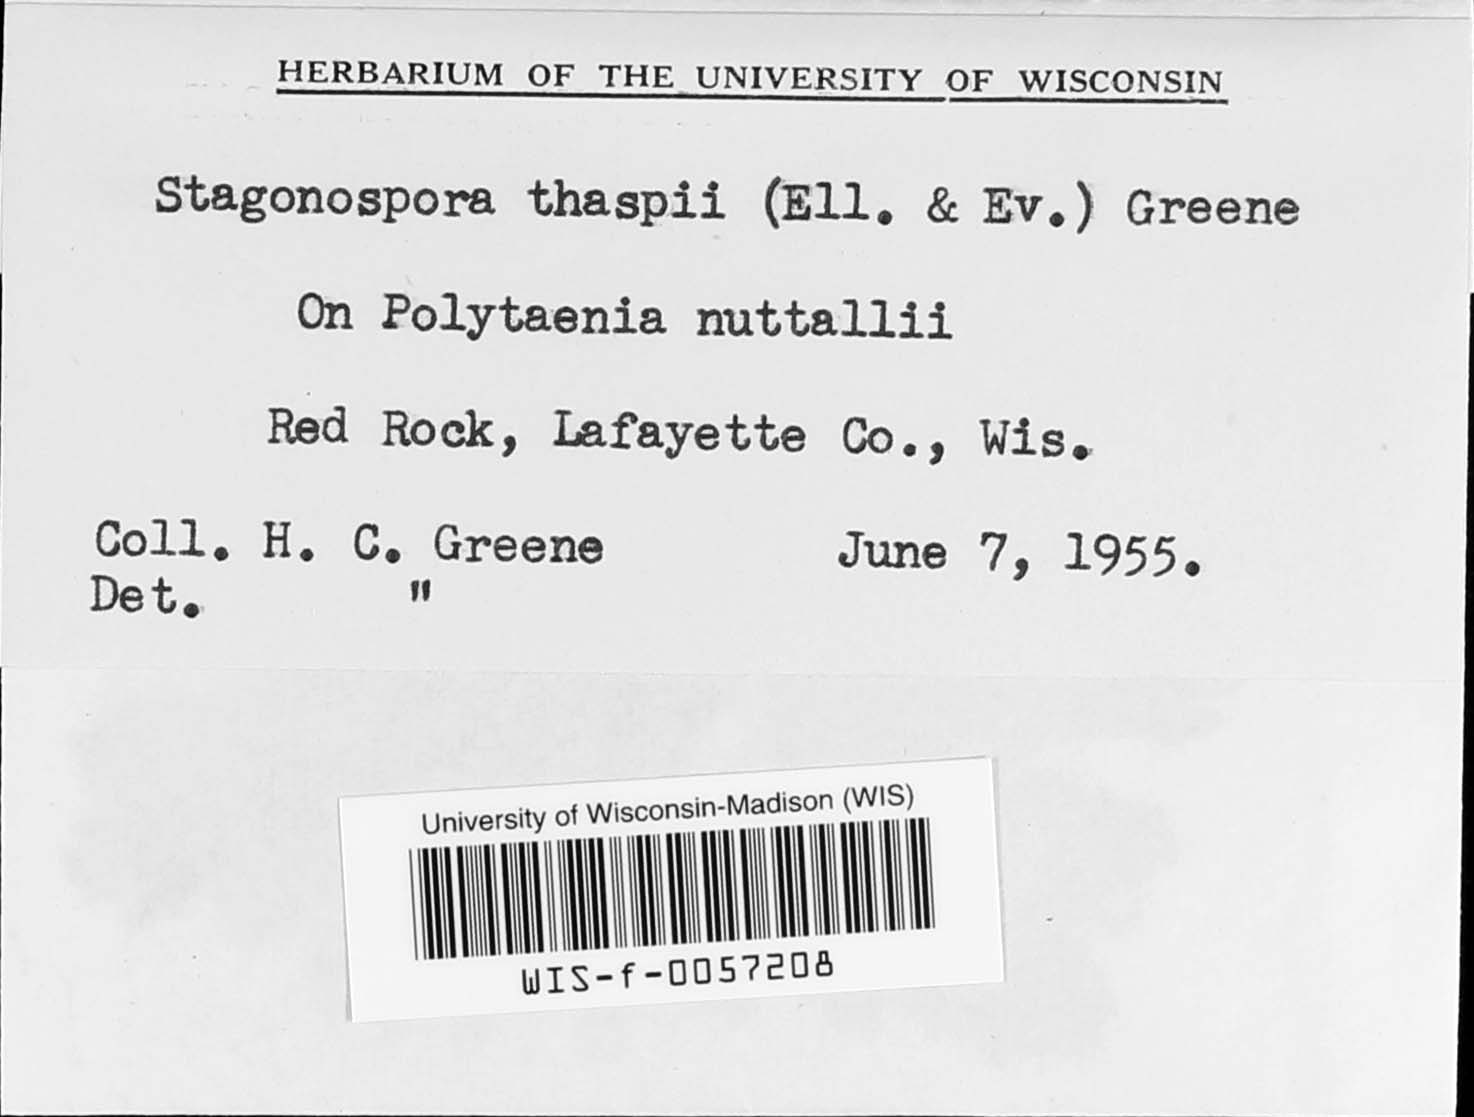 HERBARIUM OF THE UNIVERSITY OF WISCONSIN
Stagonospora thaspii (Ell. & Ev.) Greene
On Polytaenia nuttallii
Red Rock, Lafayette Co., Wis.
Coll. H. C. Greene June 7, 1955.
Det. "
University of Wisconsin-Madison (WIS)
WIS-f-0057208